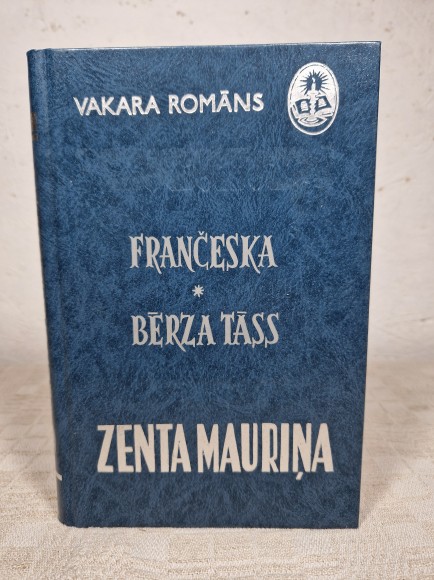 VAKARA ROMĀNS
FRANČESKA
*
BĒRZA TĀSS
ZENTA MAURIŅA